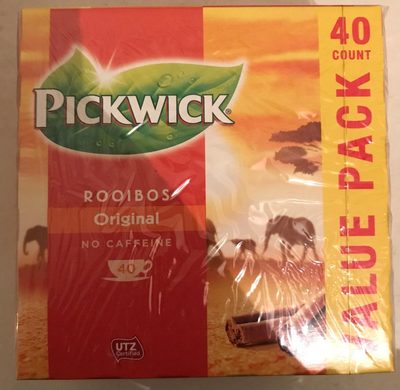 40
COUNT
PICKWICK®
VALUE PACK
ROOIBOS
Original
NO CAFFEINE
40
UTZ
Certified